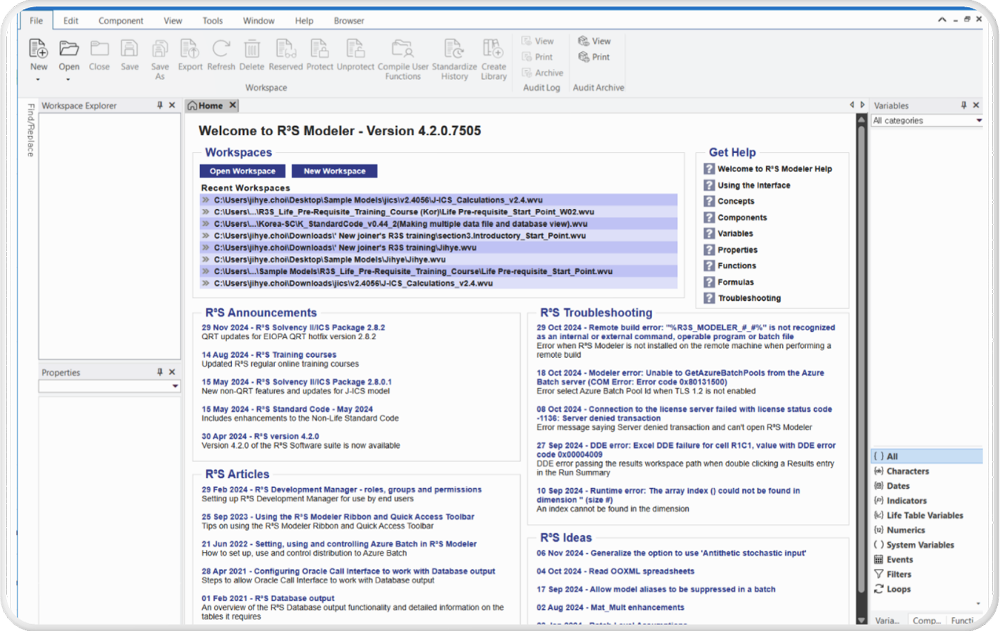 File Edit Component View Tools Window Help Browser
New Open Close Save Save As Export Refresh Delete Reserved Protect Unprotect Compile User Functions Standardize History Create Library
Workspace
View
Print
Archive
Audit Log
View
Print
Audit Archive
Find/Replace
Workspace Explorer
Properties
Home
Welcome to R³S Modeler - Version 4.2.0.7505
Workspaces
Open Workspace New Workspace
Recent Workspaces
C:\Users\jihye.choi\Desktop\Sample Models\jics\v2.4056\J-ICS_Calculations_v2.4.wvu
C:\Users\...\R3S_Life_Pre-Requisite_Training_Course (Kor)\Life Pre-requisite_Start_Point_W02.wvu
C:\Users\...\Korea-SC\K_StandardCode_v0.44_2(Making multiple data file and database view).wvu
C:\Users\jihye.choi\Downloads\' New joiner's R3S training\section3.Introductory_Start_Point.wvu
C:\Users\jihye.choi\Downloads\' New joiner's R3S training\Jihye.wvu
C:\Users\jihye.choi\Desktop\Sample Models\Jihye\Jihye.wvu
C:\Users\...\Sample Models\R3S_Life_Pre-Requisite_Training_Course\Life Pre-requisite_Start_Point.wvu
C:\Users\jihye.choi\Downloads\jics\v2.4056\J-ICS_Calculations_v2.4.wvu
Get Help
Welcome to R³S Modeler Help
Using the Interface
Concepts
Components
Variables
Properties
Functions
Formulas
Troubleshooting
R³S Announcements
29 Nov 2024 - R³S Solvency II/ICS Package 2.8.2
QRT updates for EIOPA QRT hotfix version 2.8.2
14 Aug 2024 - R³S Training courses
Updated R³S regular online training courses
15 May 2024 - R³S Solvency II/ICS Package 2.8.0.1
New non-QRT features and updates for J-ICS model
15 May 2024 - R³S Standard Code - May 2024
Includes enhancements to the Non-Life Standard Code
30 Apr 2024 - R³S version 4.2.0
Version 4.2.0 of the R³S Software suite is now available
R³S Articles
29 Feb 2024 - R³S Development Manager - roles, groups and permissions
Setting up R³S Development Manager for use by end users
25 Sep 2023 - Using the R³S Modeler Ribbon and Quick Access Toolbar
Tips on using the R³S Modeler Ribbon and Quick Access Toolbar
21 Jun 2022 - Setting, using and controlling Azure Batch in R³S Modeler
How to set up, use and control distribution to Azure Batch
28 Apr 2021 - Configuring Oracle Call Interface to work with Database output
Steps to allow Oracle Call Interface to work with Database output
01 Feb 2021 - R³S Database output
An overview of the R³S Database output functionality and detailed information on the
tables it requires
R³S Troubleshooting
29 Oct 2024 - Remote build error: "%R3S_MODELER_#_#%" is not recognized
as an internal or external command, operable program or batch file
Error when R³S Modeler is not installed on the remote machine when performing a
remote build
18 Oct 2024 - Modeler error: Unable to GetAzureBatchPools from the Azure
Batch server (COM Error: Error code 0x80131500)
Error select Azure Batch Pool Id when TLS 1.2 is not enabled
08 Oct 2024 - Connection to the license server failed with license status code
-1136: Server denied transaction
Error message saying Server denied transaction and can't open R³S Modeler
27 Sep 2024 - DDE error: Excel DDE failure for cell R1C1, value with DDE error
code 0x00004009
DDE error passing the results workspace path when double clicking a Results entry
in the Run Summary
10 Sep 2024 - Runtime error: The array index () could not be found in
dimension '' (size #)
An index cannot be found in the dimension
R³S Ideas
06 Nov 2024 - Generalize the option to use 'Antithetic stochastic input'
04 Oct 2024 - Read OOXML spreadsheets
17 Sep 2024 - Allow model aliases to be suppressed in a batch
02 Aug 2024 - Mat_Mult enhancements
Variables
All categories
All
Characters
Dates
Indicators
Life Table Variables
Numerics
System Variables
Events
Filters
Loops
Varia... Comp... Functi